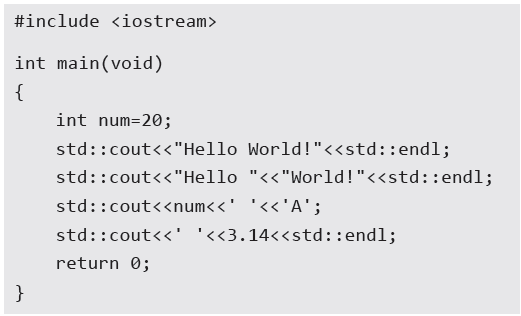 #include <iostream>
int main(void)
{
    int num=20;
    std::cout<<"Hello World!"<<std::endl;
    std::cout<<"Hello "<<"World!"<<std::endl;
    std::cout<<num<<' '<<'A';
    std::cout<<' '<<3.14<<std::endl;
    return 0;
}